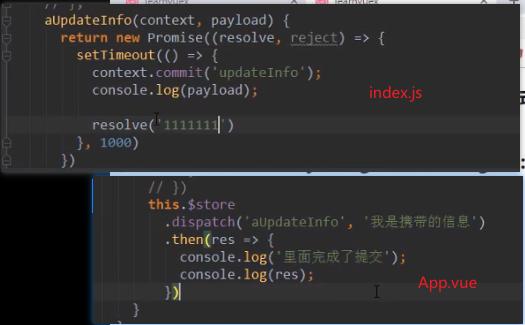 // },
aUpdateInfo(context, payload) {
return new Promise((resolve, reject) => {
setTimeout(() => {
context.commit('updateInfo');
console.log(payload);
index.js
resolve('1111111')
}, 1000)
})
// })
this.$store
.dispatch('aUpdateInfo', '我是携带的信息')
.then(res => {
console.log('里面完成了提交');
console.log(res);
})
App.vue
}